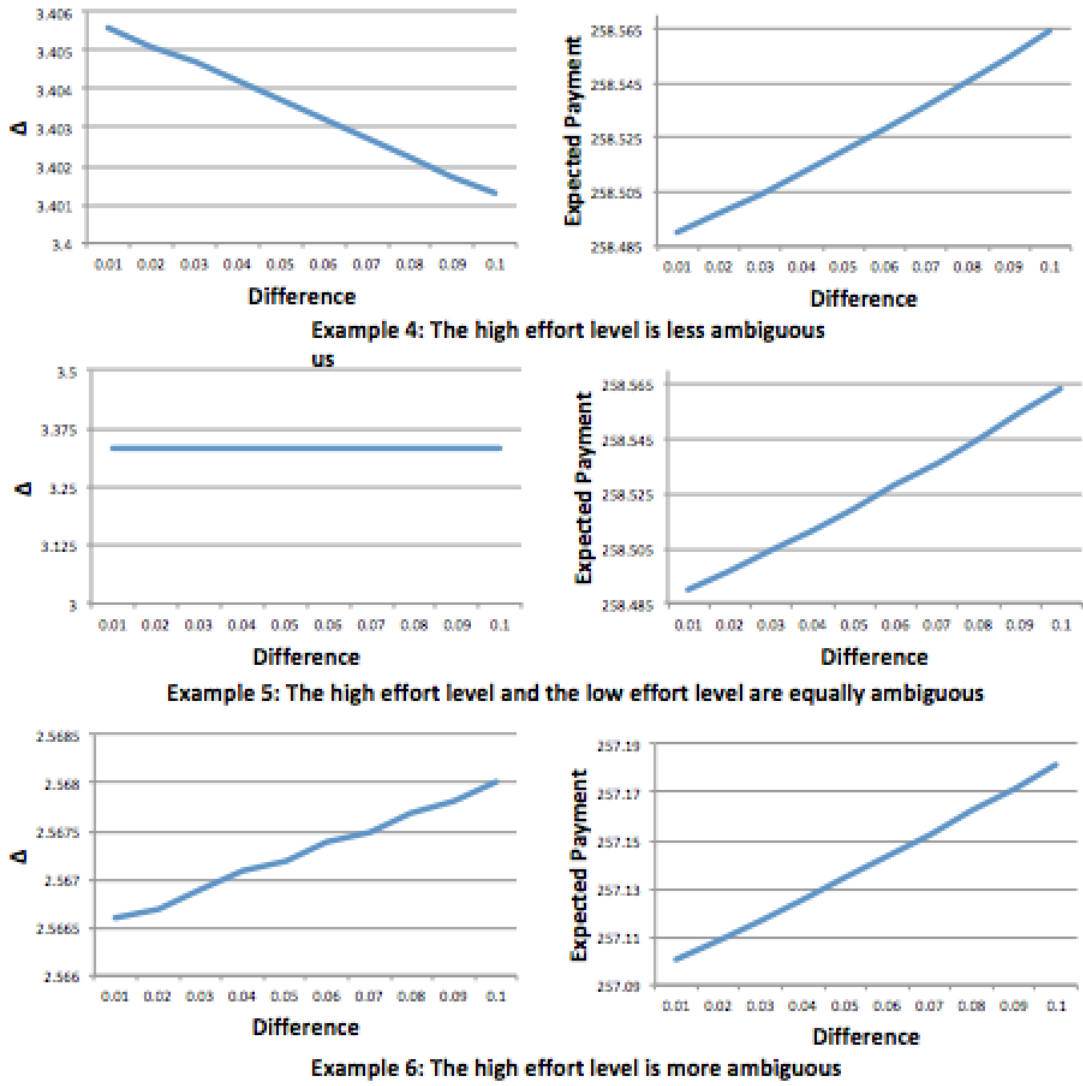 3.406
3.405
3.404
3.403
3.402
3.401
3.4
Δ
0.01 0.02 0.03 0.04 0.05 0.06 0.07 0.08 0.09 0.1
Difference
258.565
258.545
258.525
258.505
258.485
Expected Payment
0.01 0.02 0.03 0.04 0.05 0.06 0.07 0.08 0.09 0.1
Difference
Example 4: The high effort level is less ambiguous
us
3.5
3.375
3.25
3.125
3
Δ
0.01 0.02 0.03 0.04 0.05 0.06 0.07 0.08 0.09 0.1
Difference
258.565
258.545
258.525
258.505
258.485
Expected Payment
0.01 0.02 0.03 0.04 0.05 0.06 0.07 0.08 0.09 0.1
Difference
Example 5: The high effort level and the low effort level are equally ambiguous
2.5685
2.568
2.5675
2.567
2.5665
2.566
Δ
0.01 0.02 0.03 0.04 0.05 0.06 0.07 0.08 0.09 0.1
Difference
257.19
257.17
257.15
257.13
257.11
257.09
Expected Payment
0.01 0.02 0.03 0.04 0.05 0.06 0.07 0.08 0.09 0.1
Difference
Example 6: The high effort level is more ambiguous